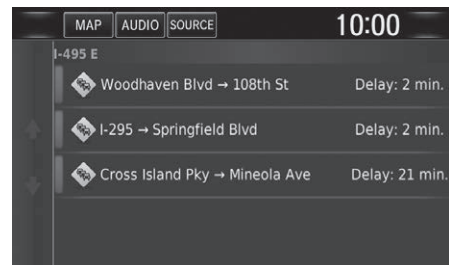 MAP AUDIO SOURCE 10:00
I-495 E
Woodhaven Blvd → 108th St Delay: 2 min.
I-295 → Springfield Blvd Delay: 2 min.
Cross Island Pky → Mineola Ave Delay: 21 min.